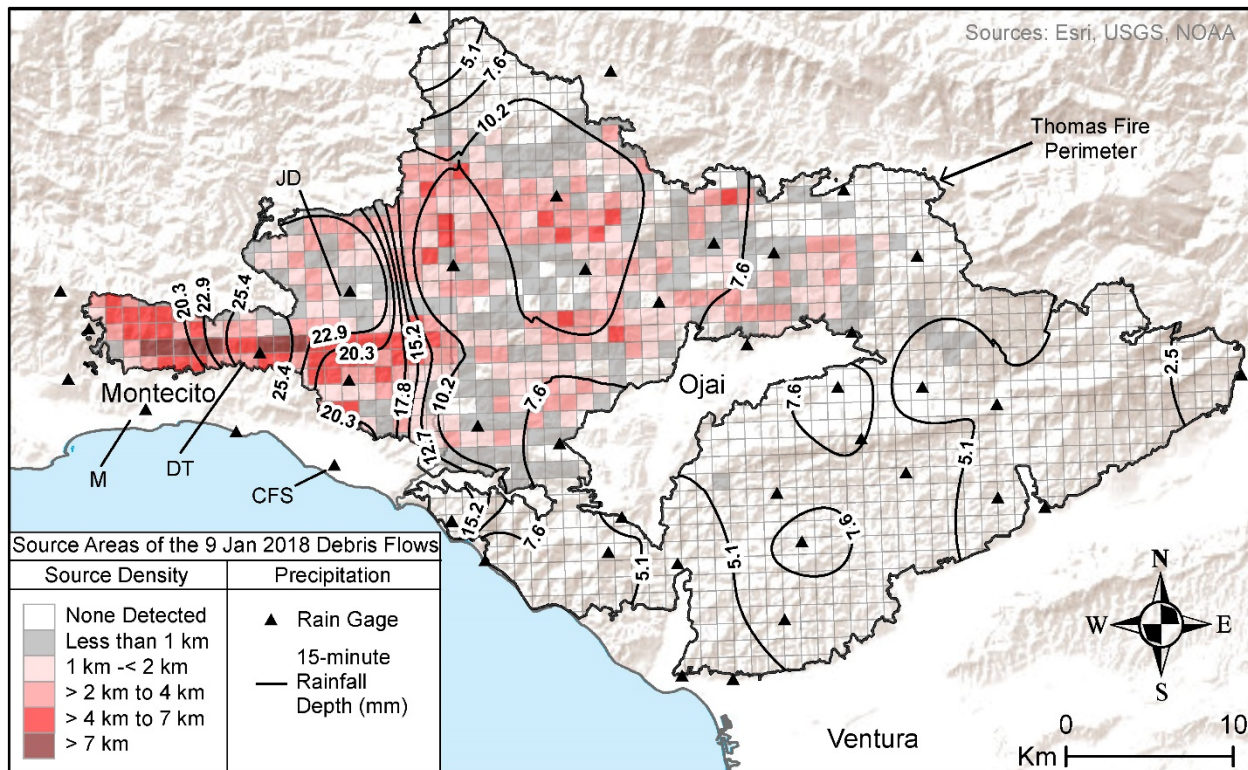 Sources: Esri, USGS, NOAA
5.1
7.6
10.2
Thomas Fire
Perimeter
JD
20.3
22.9
25.4
7.6
22.9
15.2
20.3
2.5
Montecito
25.4
17.8
10.2
Ojai
7.6
7.6
20.3
12.7
5.1
M
DT
CFS
15.2
7.6
5.1
5.1
7.6
Source Areas of the 9 Jan 2018 Debris Flows
Source Density
Precipitation
None Detected
Less than 1 km
1 km -< 2 km
> 2 km to 4 km
> 4 km to 7 km
> 7 km
Rain Gage
15-minute
Rainfall
Depth (mm)
N
W
E
S
0
10
Km
Ventura